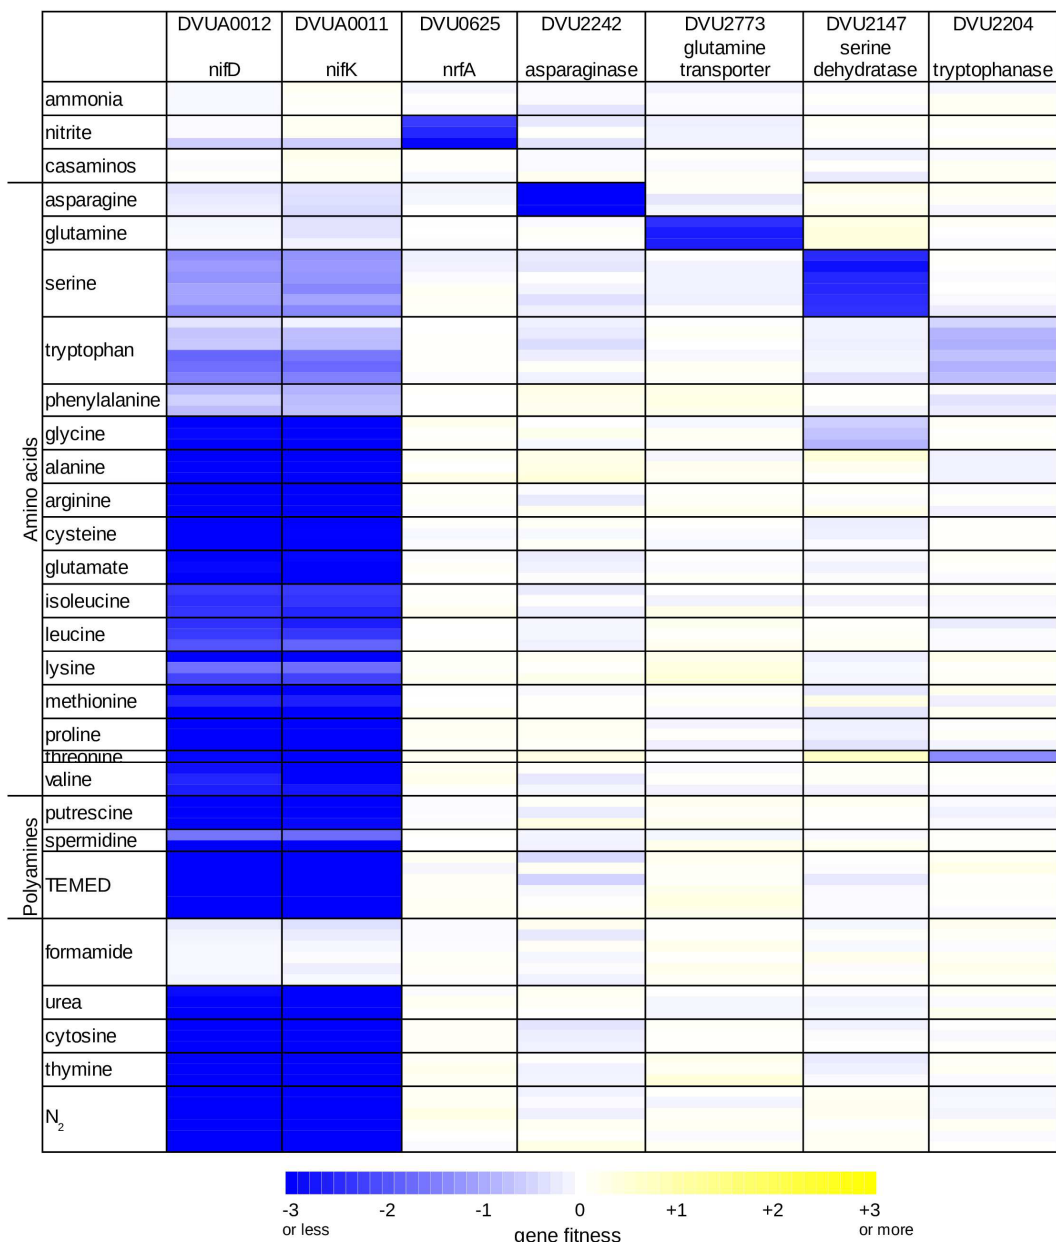 DVUA0012 DVUA0011 DVU0625 DVU2242 DVU2773 DVU2147 DVU2204
glutamine serine
nifD nifK nrfA asparaginase transporter dehydratase tryptophanase
ammonia
nitrite
casaminos
Amino acids
asparagine
glutamine
serine
tryptophan
phenylalanine
glycine
alanine
arginine
cysteine
glutamate
isoleucine
leucine
lysine
methionine
proline
threonine
valine
Polyamines
putrescine
spermidine
TEMED
formamide
urea
cytosine
thymine
N2
-3 -2 -1 0 +1 +2 +3
or less or more
gene fitness